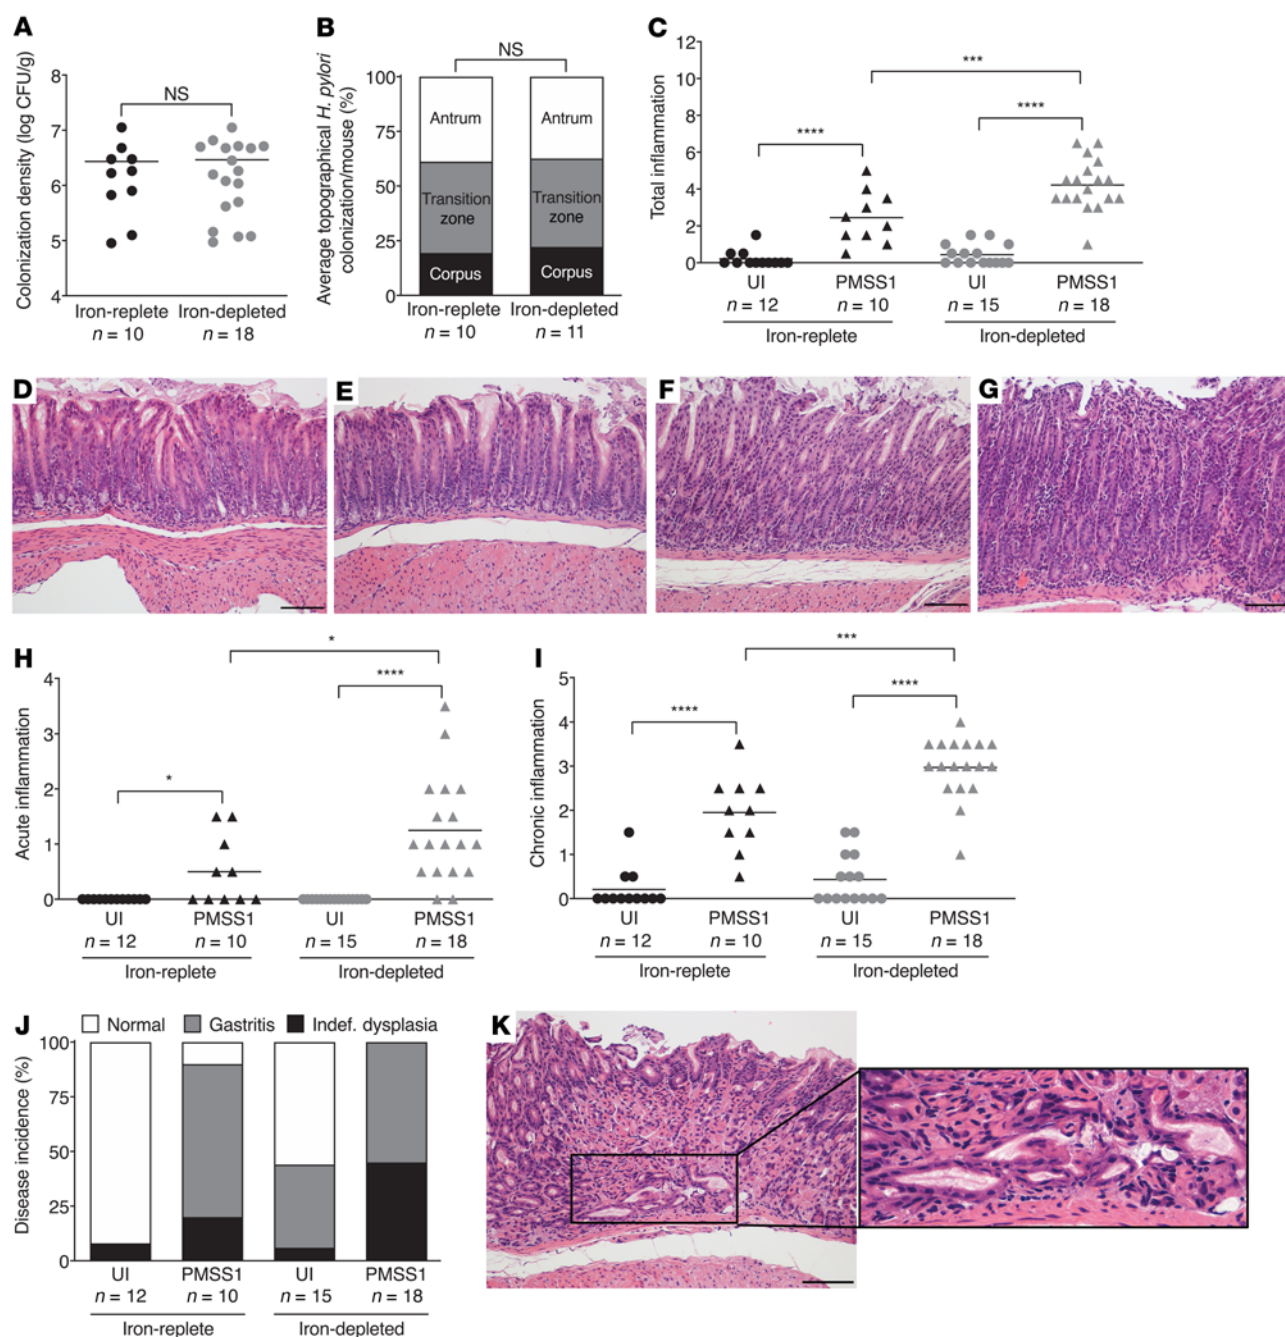 A
Colonization density (log CFU/g)
8
7
6
5
4
NS
Iron-replete
n = 10
Iron-depleted
n = 18
B
Average topographical H. pylori
colonization/mouse (%)
100
75
50
25
0
NS
Antrum
Transition
zone
Corpus
Antrum
Transition
zone
Corpus
Iron-replete
n = 10
Iron-depleted
n = 11
C
Total inflammation
12
10
8
6
4
2
0
****
***
****
UI
n = 12
PMSS1
n = 10
UI
n = 15
PMSS1
n = 18
Iron-replete
Iron-depleted
D
E
F
G
H
Acute inflammation
4
3
2
1
0
*
*
****
UI
n = 12
PMSS1
n = 10
UI
n = 15
PMSS1
n = 18
Iron-replete
Iron-depleted
I
Chronic inflammation
5
4
3
2
1
0
****
***
****
UI
n = 12
PMSS1
n = 10
UI
n = 15
PMSS1
n = 18
Iron-replete
Iron-depleted
J
Normal
Gastritis
Indef. dysplasia
Disease incidence (%)
100
75
50
25
0
UI
n = 12
PMSS1
n = 10
UI
n = 15
PMSS1
n = 18
Iron-replete
Iron-depleted
K